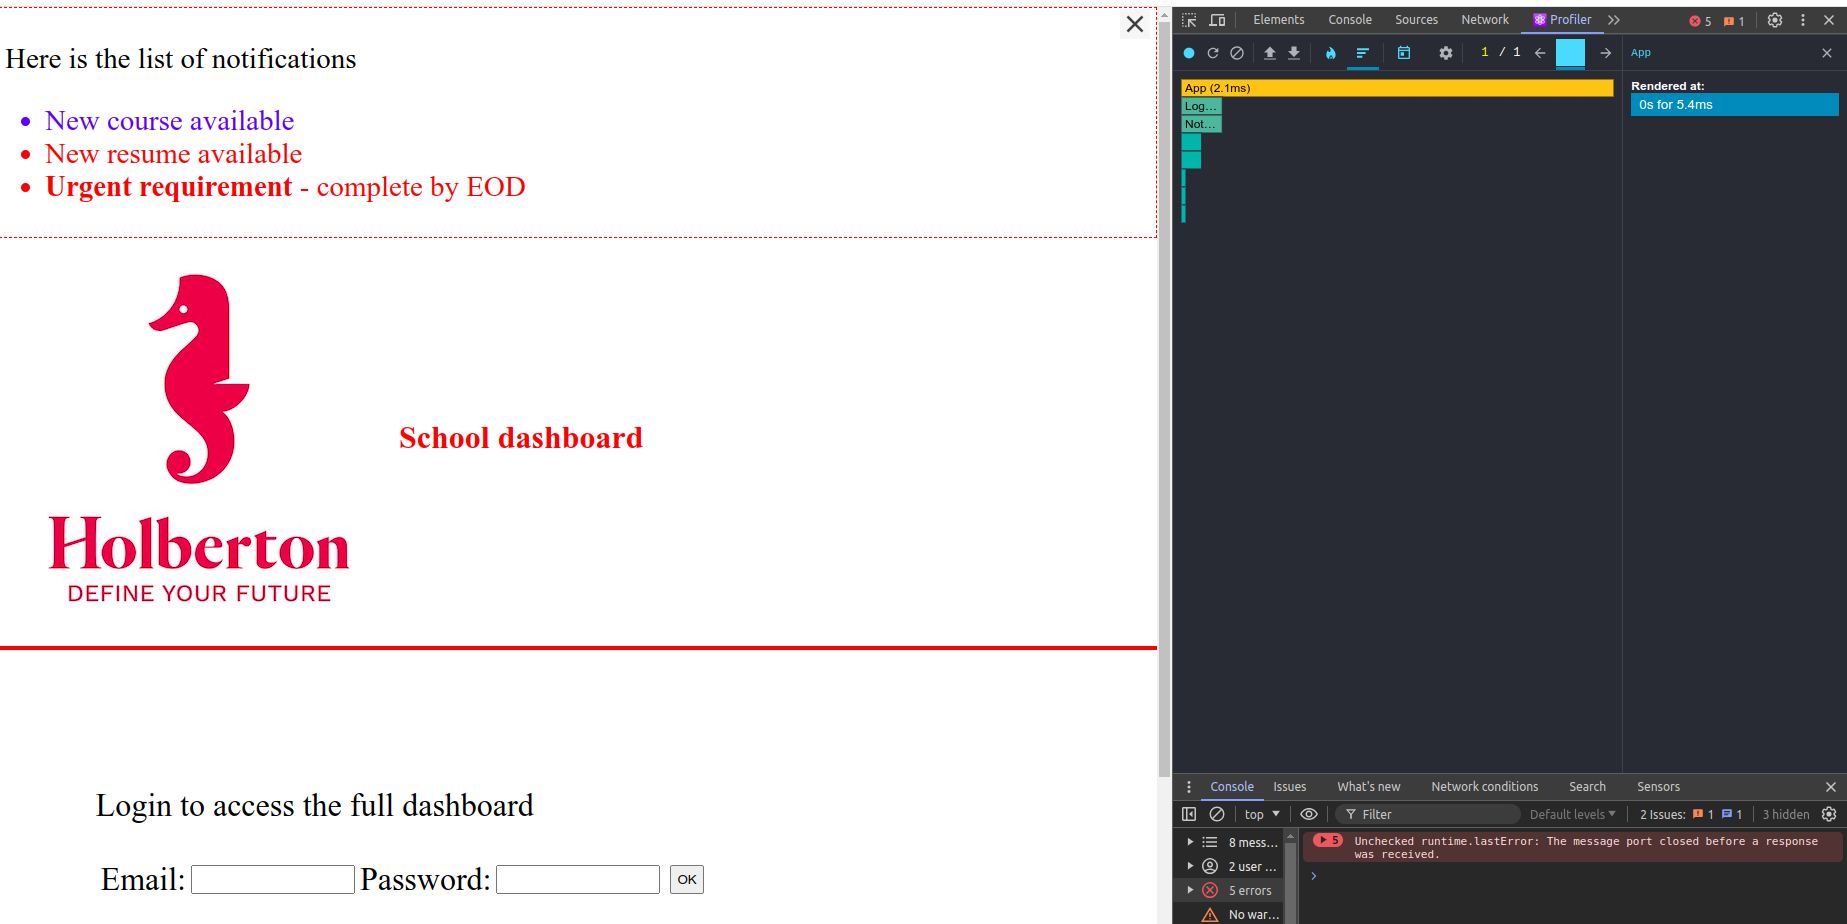 Here is the list of notifications
New course available
New resume available
Urgent requirement - complete by EOD
Holberton
DEFINE YOUR FUTURE
School dashboard
Login to access the full dashboard
Email: Password: OK
Elements Console Sources Network Profiler 5 1
1 / 1 App
App (2.1ms)
Log…
Not…
Rendered at:
0s for 5.4ms
Console Issues What's new Network conditions Search Sensors
top Filter Default levels 2 Issues: 1 1 3 hidden
8 mess…
2 user …
5 errors
No war…
5 Unchecked runtime.lastError: The message port closed before a response
was received.